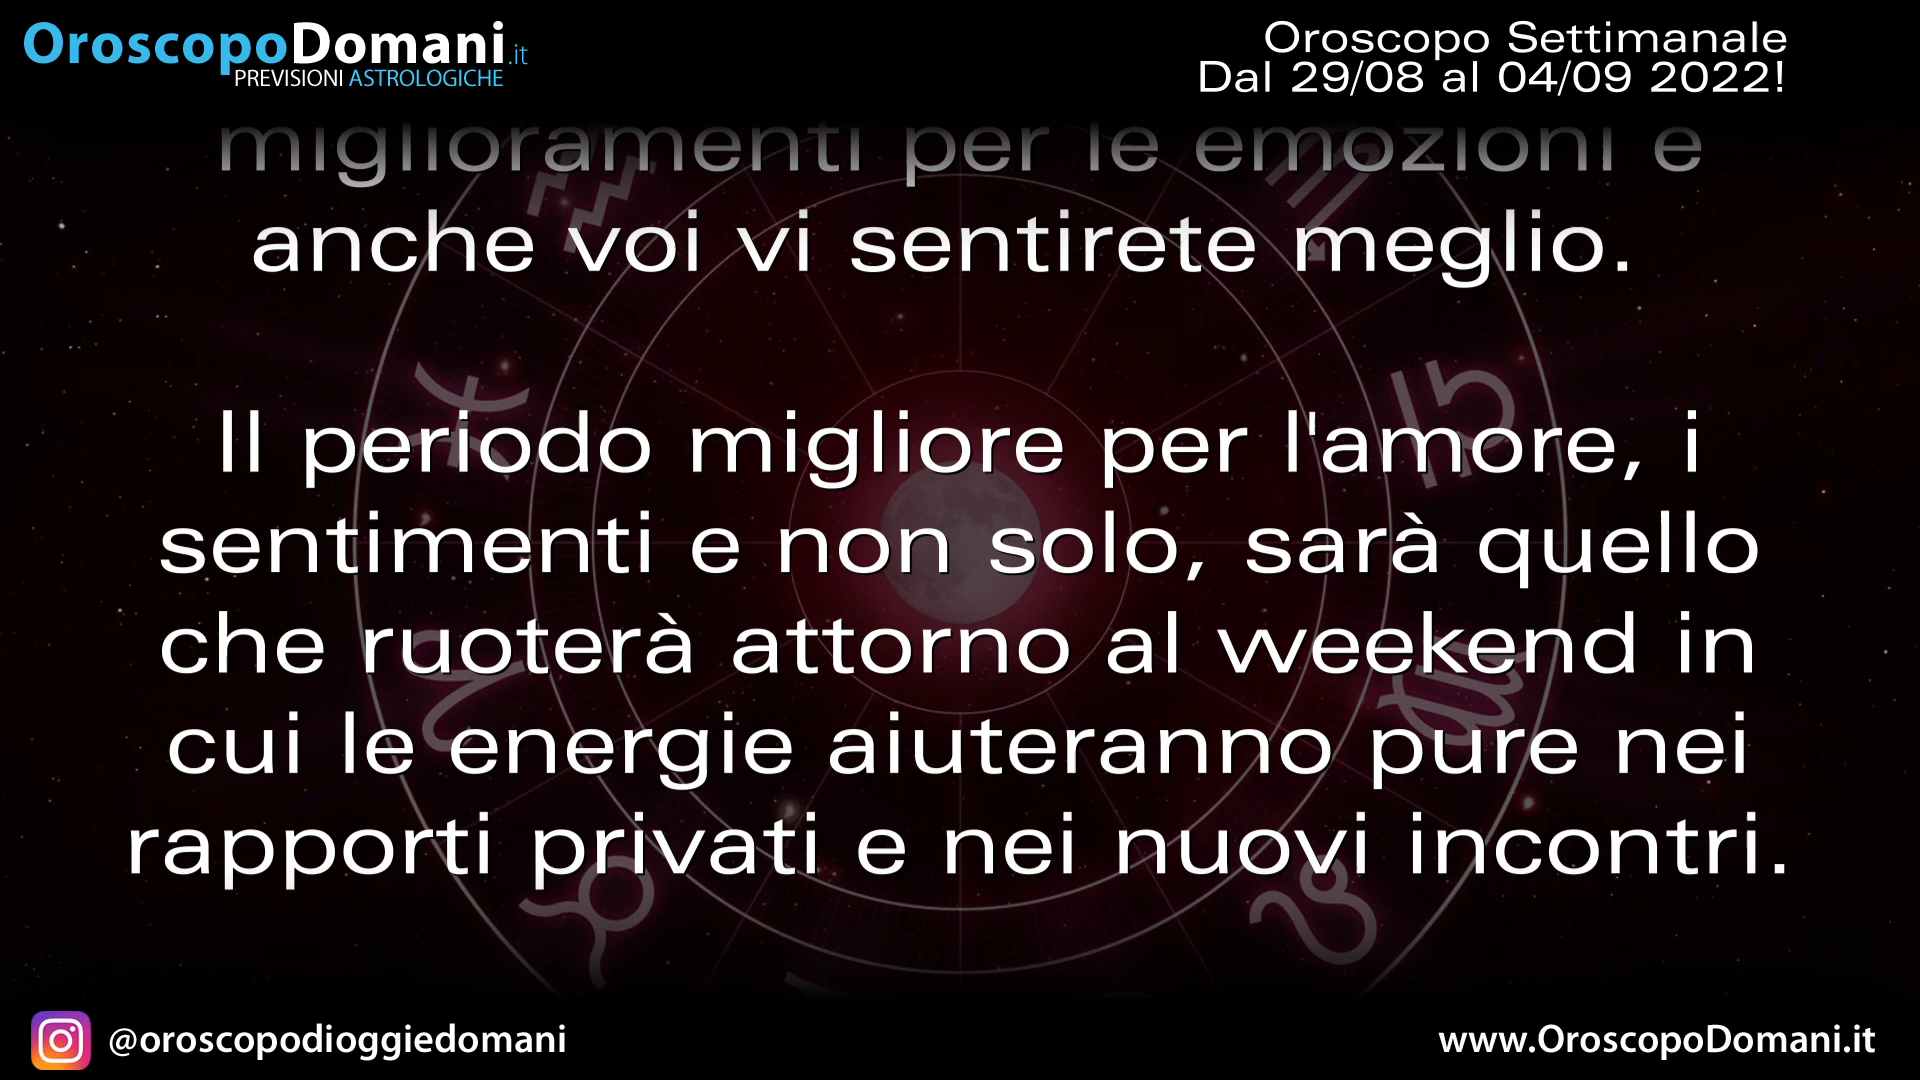 OroscopoDomani.it
PREVISIONI ASTROLOGICHE
Oroscopo Settimanale
Dal 29/08 al 04/09 2022!
miglioramenti per le emozioni e
anche voi vi sentirete meglio.
Il periodo migliore per l'amore, i
sentimenti e non solo, sarà quello
che ruoterà attorno al weekend in
cui le energie aiuteranno pure nei
rapporti privati e nei nuovi incontri.
@oroscopodioggiedomani
www.OroscopoDomani.it